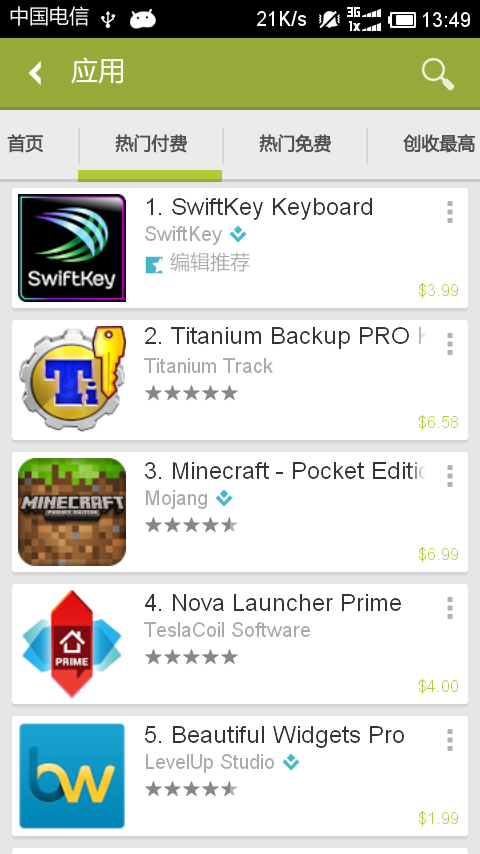 中国电信 21K/s 3G 1x 13:49
应用
首页 热门付费 热门免费 创收最高
SwiftKey
1. SwiftKey Keyboard
SwiftKey
编辑推荐
$3.99
Ti
2. Titanium Backup PRO
Titanium Track
$6.58
MINECRAFT
POCKET EDITION
3. Minecraft - Pocket Editic
Mojang
$6.99
PRIME
4. Nova Launcher Prime
TeslaCoil Software
$4.00
bw
5. Beautiful Widgets Pro
LevelUp Studio
$1.99